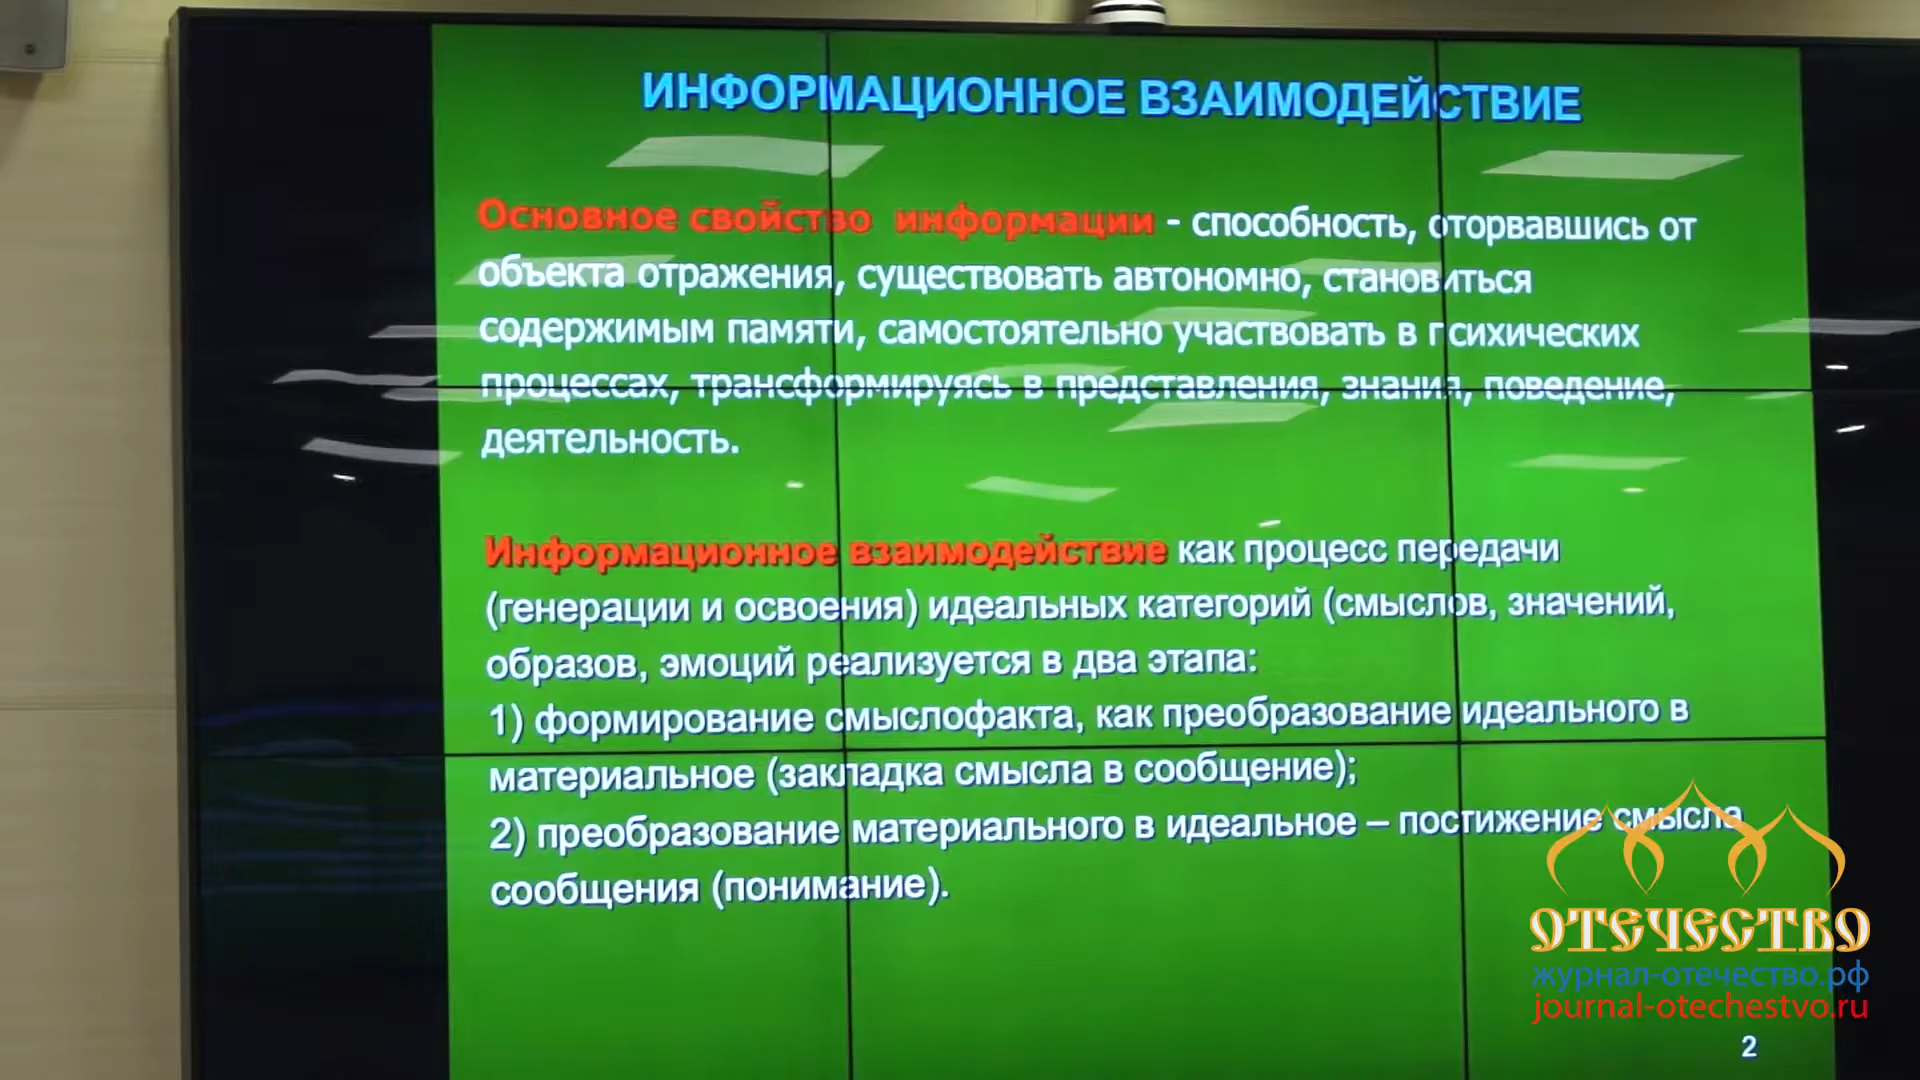 ИНФОРМАЦИОННОЕ ВЗАИМОДЕЙСТВИЕ
Основное свойство информации - способность, оторвавшись от
объекта отражения, существовать автономно, становиться
содержимым памяти, самостоятельно участвовать в психических
процессах, трансформируясь в представления, знания, поведение,
деятельность.
Информационное взаимодействие как процесс передачи
(генерации и освоения) идеальных категорий (смыслов, значений,
образов, эмоций реализуется в два этапа:
1) формирование смыслофакта, как преобразование идеального в
материальное (закладка смысла в сообщение);
2) преобразование материального в идеальное – постижение смысла
сообщения (понимание).
ОТЕЧЕСТВО
журнал-отечество.рф
journal-otechestvo.ru
2